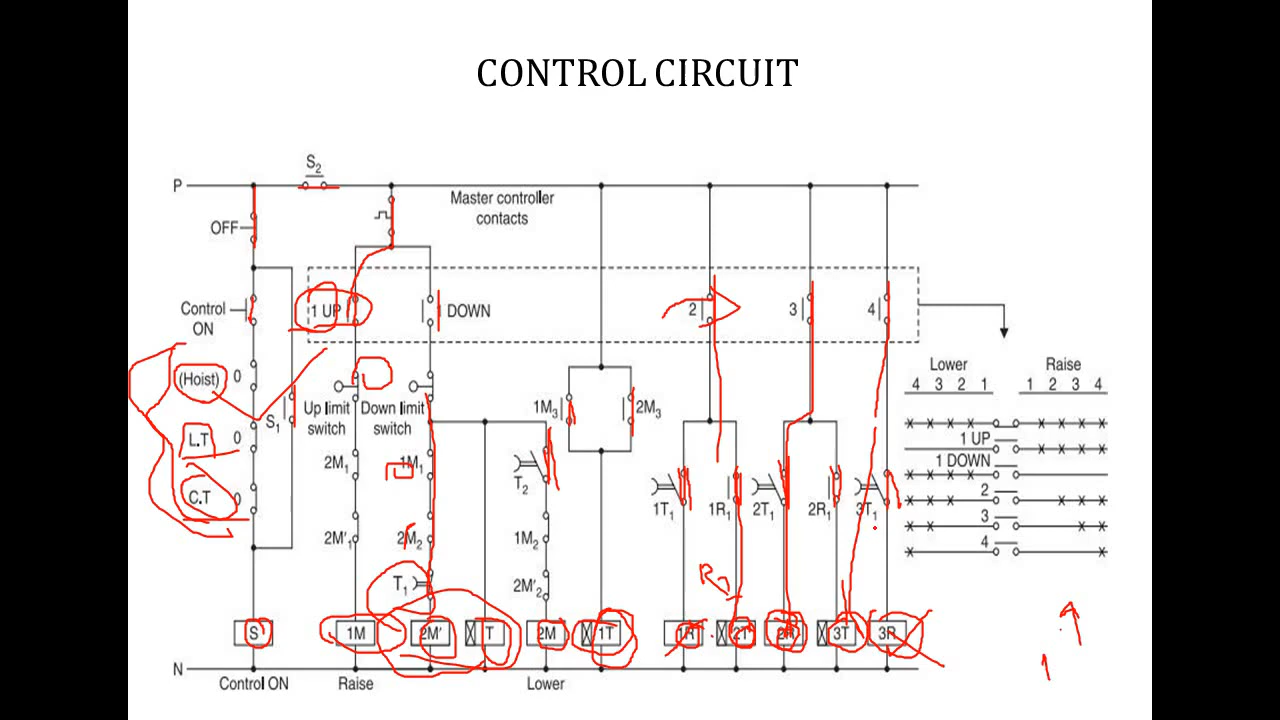 CONTROL CIRCUIT
S2
P
OFF
Master controller
contacts
Control
ON
1 UP
1 DOWN
2
3
4
(Hoist) 0
L.T 0
C.T 0
S1
Up limit
switch
Down limit
switch
1M3
2M3
Lower
Raise
4 3 2 1
1 2 3 4
1 UP
1 DOWN
2
3
4
2M1
1M1
T2
1T1
1R1
2T1
2R1
3T1
2M'1
2M2
1M2
T1
2M'2
R2
S
1M
2M'
T
2M
1T
1R
2T
2R
3T
3R
N
Control ON
Raise
Lower
1